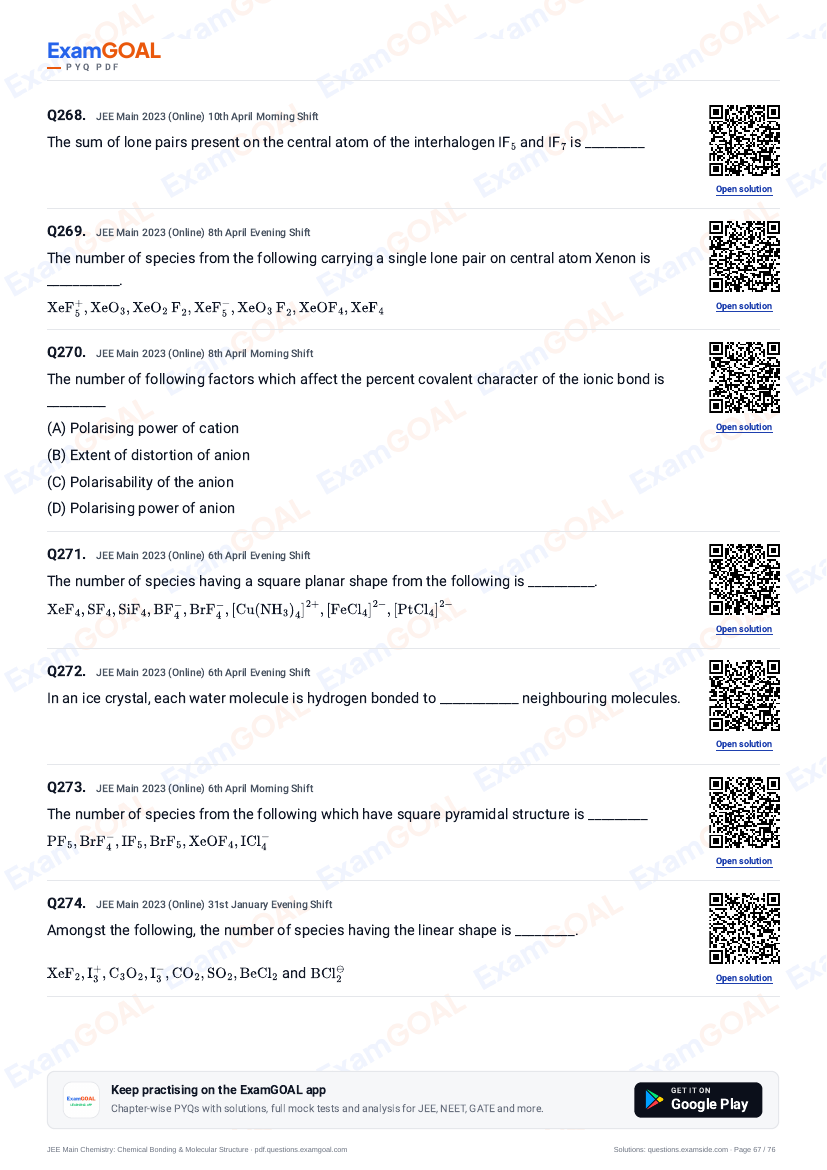 ExamGOAL
PYQ PDF
Q268. JEE Main 2023 (Online) 10th April Morning Shift
The sum of lone pairs present on the central atom of the interhalogen IF₅ and IF₇ is _________
Open solution
Q269. JEE Main 2023 (Online) 8th April Evening Shift
The number of species from the following carrying a single lone pair on central atom Xenon is
___________.
XeF₅⁺, XeO₃, XeO₂ F₂, XeF₅⁻, XeO₃ F₂, XeOF₄, XeF₄
Open solution
Q270. JEE Main 2023 (Online) 8th April Morning Shift
The number of following factors which affect the percent covalent character of the ionic bond is
_________
(A) Polarising power of cation
(B) Extent of distortion of anion
(C) Polarisability of the anion
(D) Polarising power of anion
Open solution
Q271. JEE Main 2023 (Online) 6th April Evening Shift
The number of species having a square planar shape from the following is __________.
XeF₄, SF₄, SiF₄, BF₄⁻, BrF₄⁻, [Cu(NH₃)₄]²⁺, [FeCl₄]²⁻, [PtCl₄]²⁻
Open solution
Q272. JEE Main 2023 (Online) 6th April Evening Shift
In an ice crystal, each water molecule is hydrogen bonded to ____________ neighbouring molecules.
Open solution
Q273. JEE Main 2023 (Online) 6th April Morning Shift
The number of species from the following which have square pyramidal structure is _________
PF₅, BrF₄⁻, IF₅, BrF₅, XeOF₄, ICl₄⁻
Open solution
Q274. JEE Main 2023 (Online) 31st January Evening Shift
Amongst the following, the number of species having the linear shape is _________.
XeF₂, I₃⁺, C₃O₂, I₃⁻, CO₂, SO₂, BeCl₂ and BCl₂⊖
Open solution
Keep practising on the ExamGOAL app
Chapter-wise PYQs with solutions, full mock tests and analysis for JEE, NEET, GATE and more.
GET IT ON
Google Play
JEE Main Chemistry: Chemical Bonding & Molecular Structure · pdf.questions.examgoal.com
Solutions: questions.examside.com · Page 67 / 76